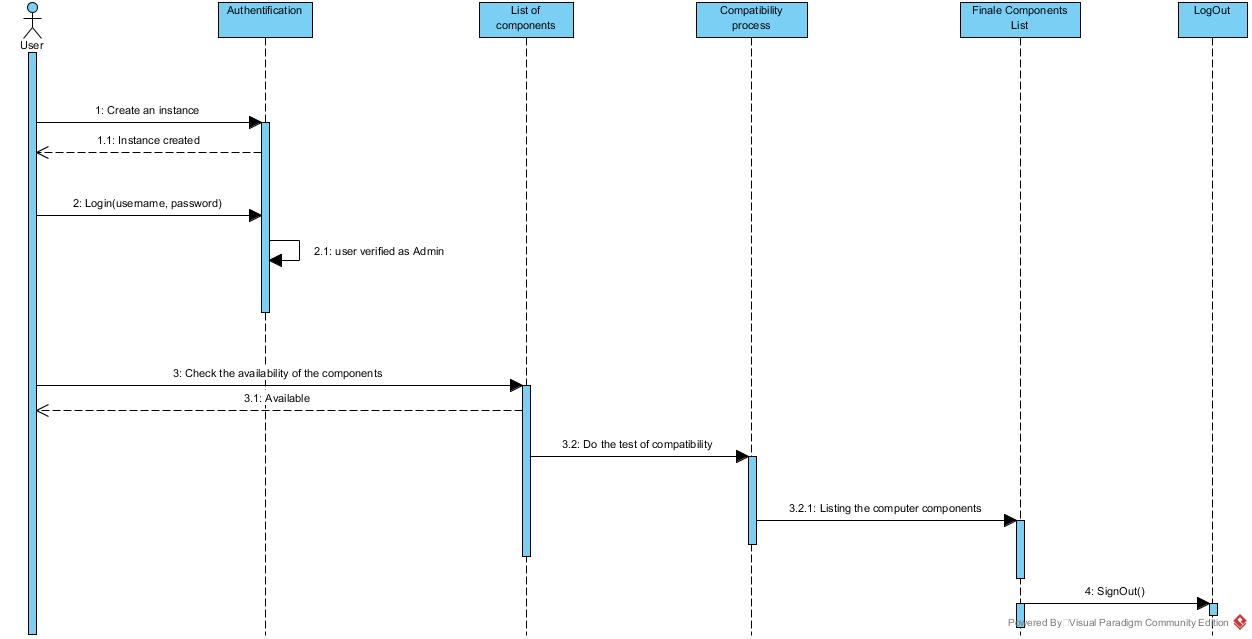 User
Authentification
List of
components
Compatibility
process
Finale Components
List
LogOut
1: Create an instance
1.1: Instance created
2: Login(username, password)
2.1: user verified as Admin
3: Check the availability of the components
3.1: Available
3.2: Do the test of compatibility
3.2.1: Listing the computer components
4: SignOut()
Powered By Visual Paradigm Community Edition